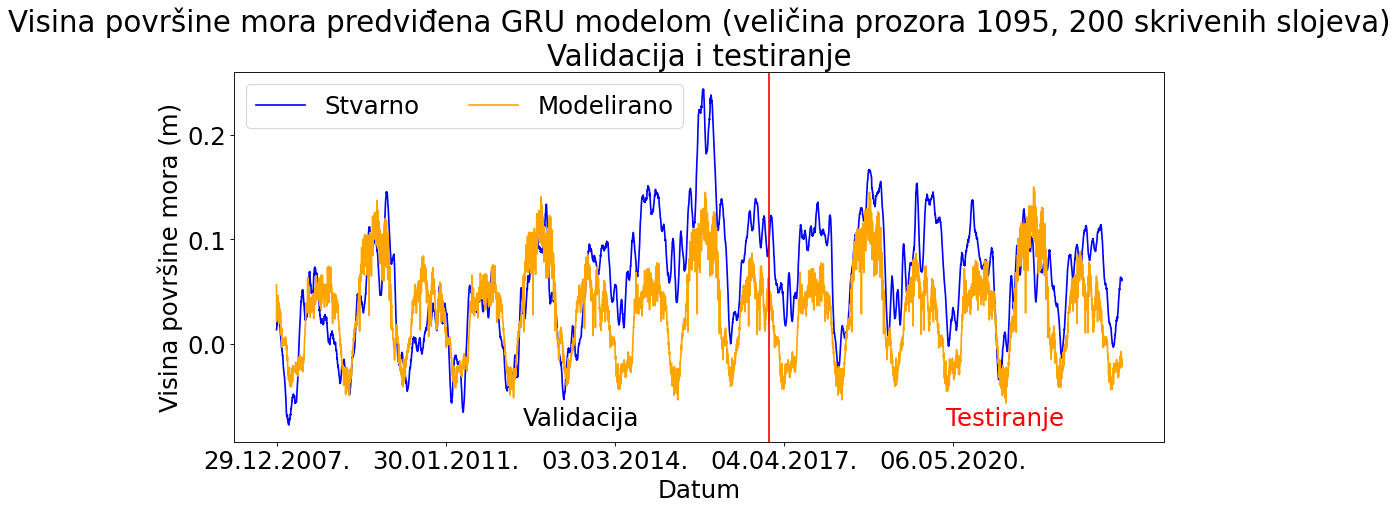 Visina površine mora predviđena GRU modelom (veličina prozora 1095, 200 skrivenih slojeva)
Validacija i testiranje
Stvarno
Modelirano
Visina površine mora (m)
0.2
0.1
0.0
Validacija
Testiranje
29.12.2007.
30.01.2011.
03.03.2014.
04.04.2017.
06.05.2020.
Datum